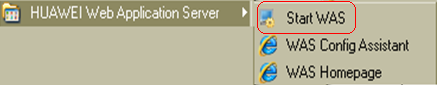 HUAWEI Web Application Server
Start WAS
WAS Config Assistant
WAS Homepage